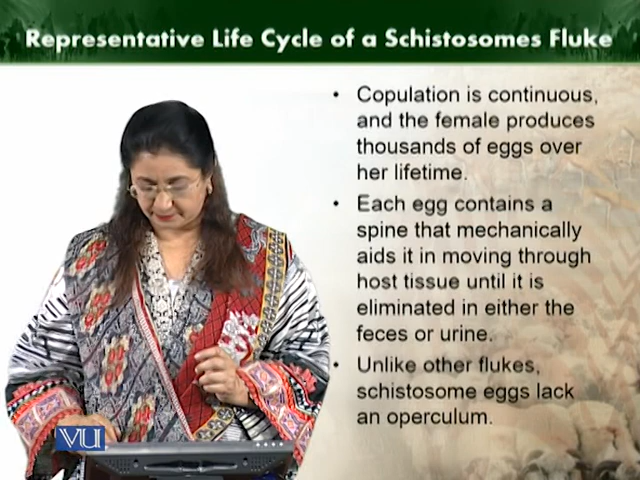 Representative Life Cycle of a Schistosomes Fluke
• Copulation is continuous,
and the female produces
thousands of eggs over
her lifetime.
• Each egg contains a
spine that mechanically
aids it in moving through
host tissue until it is
eliminated in either the
feces or urine.
• Unlike other flukes,
schistosome eggs lack
an operculum.
VU